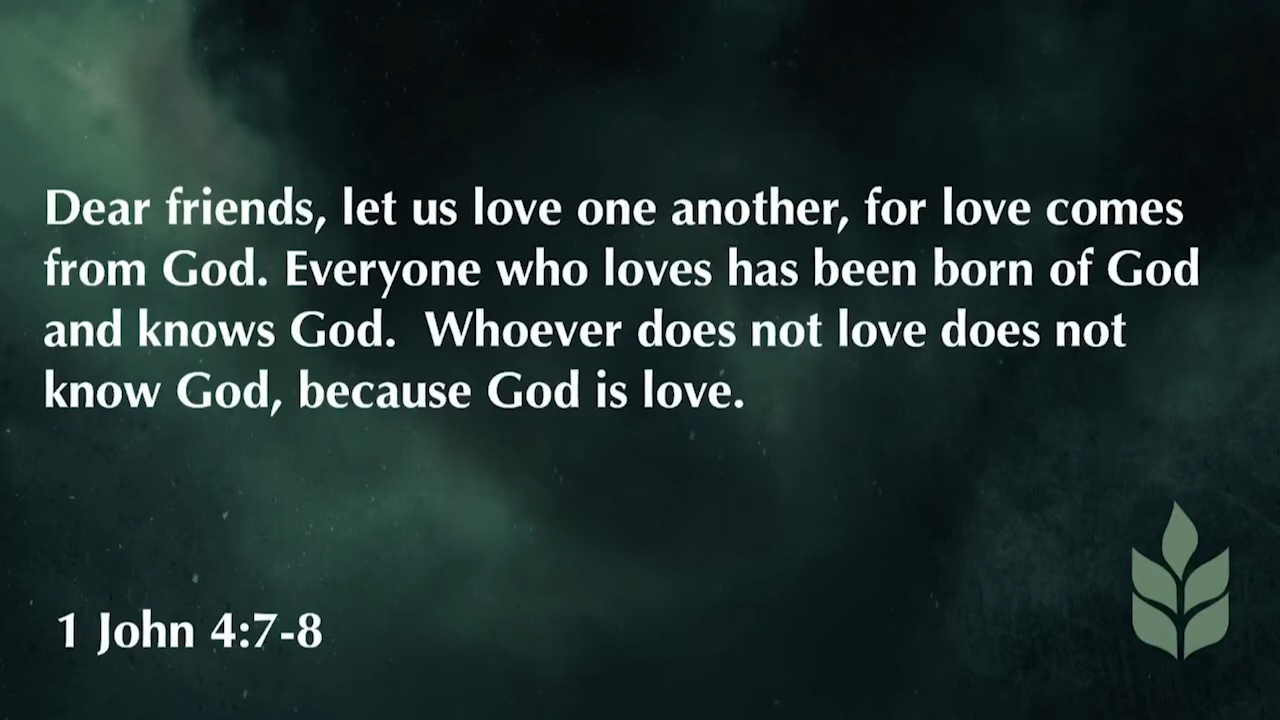 Dear friends, let us love one another, for love comes
from God. Everyone who loves has been born of God
and knows God.  Whoever does not love does not
know God, because God is love.
1 John 4:7-8